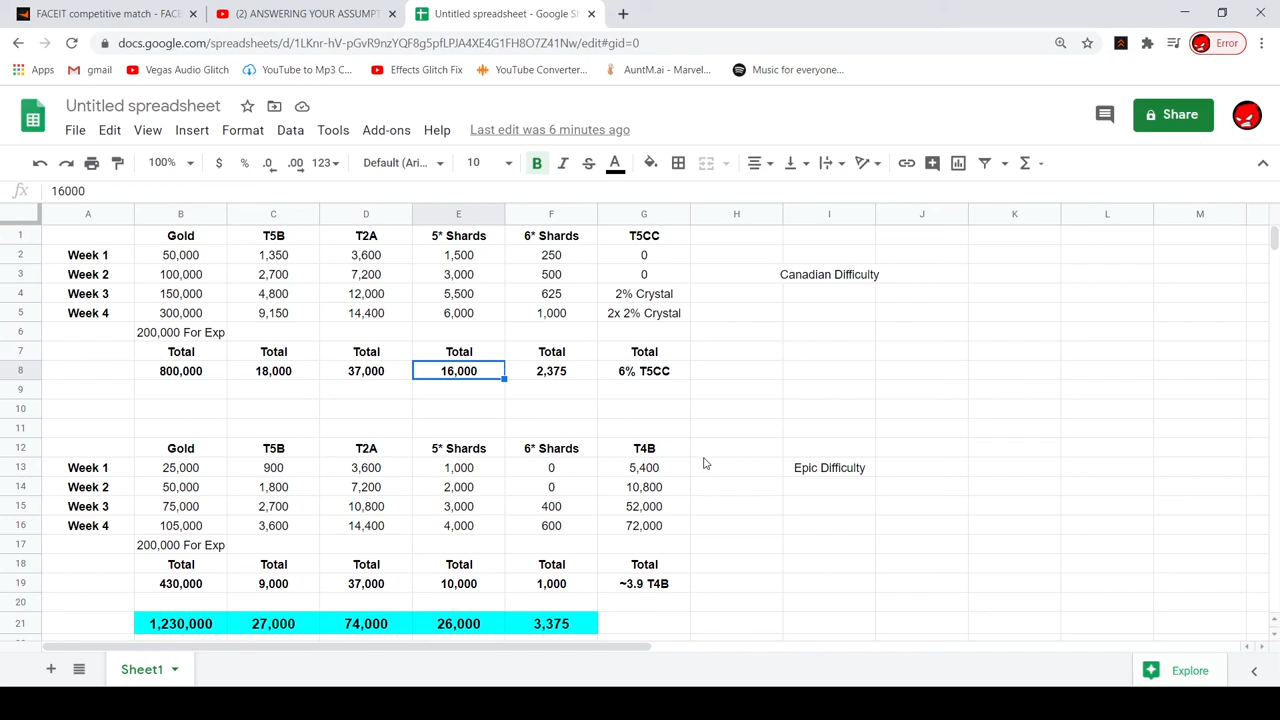 FACEIT competitive match - FACE
(2) ANSWERING YOUR ASSUMPT
Untitled spreadsheet - Google Sh
docs.google.com/spreadsheets/d/1LKnr-hV-pGvR9nzYQF8g5pfLPJA4XE4G1FH8O7Z41Nw/edit#gid=0
Error
Apps gmail Vegas Audio Glitch YouTube to Mp3 C... Effects Glitch Fix YouTube Converter... AuntM.ai - Marvel... Music for everyone...
Untitled spreadsheet
File Edit View Insert Format Data Tools Add-ons Help Last edit was 6 minutes ago
Share
100% $ % .0 .00 123 Default (Ari... 10 B I S A
fx 16000
A B C D E F G H I J K L M
1 Gold T5B T2A 5* Shards 6* Shards T5CC
2 Week 1 50,000 1,350 3,600 1,500 250 0
3 Week 2 100,000 2,700 7,200 3,000 500 0 Canadian Difficulty
4 Week 3 150,000 4,800 12,000 5,500 625 2% Crystal
5 Week 4 300,000 9,150 14,400 6,000 1,000 2x 2% Crystal
6 200,000 For Exp
7 Total Total Total Total Total Total
8 800,000 18,000 37,000 16,000 2,375 6% T5CC
9
10
11
12 Gold T5B T2A 5* Shards 6* Shards T4B
13 Week 1 25,000 900 3,600 1,000 0 5,400 Epic Difficulty
14 Week 2 50,000 1,800 7,200 2,000 0 10,800
15 Week 3 75,000 2,700 10,800 3,000 400 52,000
16 Week 4 105,000 3,600 14,400 4,000 600 72,000
17 200,000 For Exp
18 Total Total Total Total Total Total
19 430,000 9,000 37,000 10,000 1,000 ~3.9 T4B
20
21 1,230,000 27,000 74,000 26,000 3,375
Sheet1
Explore